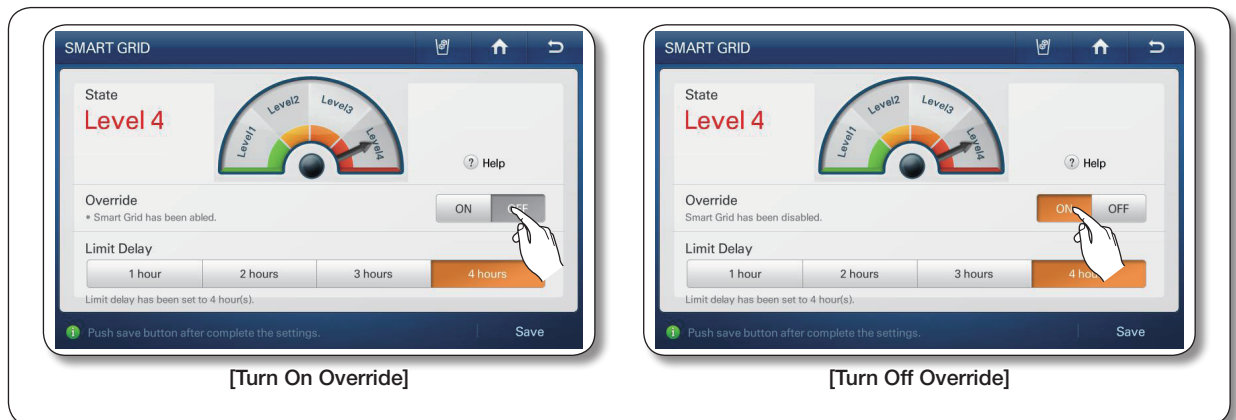 SMART GRID
State
Level 4
Level1
Level2
Level3
Level4
? Help
Override
* Smart Grid has been abled.
ON OFF
Limit Delay
1 hour 2 hours 3 hours 4 hours
Limit delay has been set to 4 hour(s).
Push save button after complete the settings. Save
[Turn On Override]
SMART GRID
State
Level 4
Level1
Level2
Level3
Level4
? Help
Override
Smart Grid has been disabled.
ON OFF
Limit Delay
1 hour 2 hours 3 hours 4 hours
Limit delay has been set to 4 hour(s).
Push save button after complete the settings. Save
[Turn Off Override]